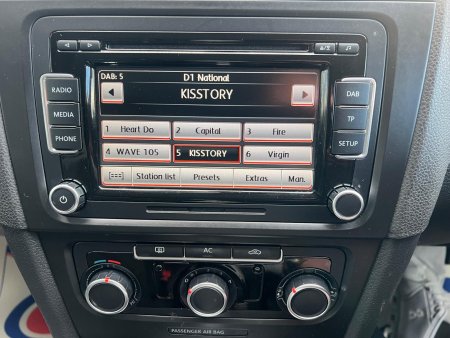 DAB: 5 D1 National
KISSTORY
RADIO
MEDIA
PHONE
DAB
TP
SETUP
1 Heart Do 2 Capital 3 Fire
4 WAVE 105 5 KISSTORY 6 Virgin
Station list Presets Extras Man.
AC
PASSENGER AIR BAG